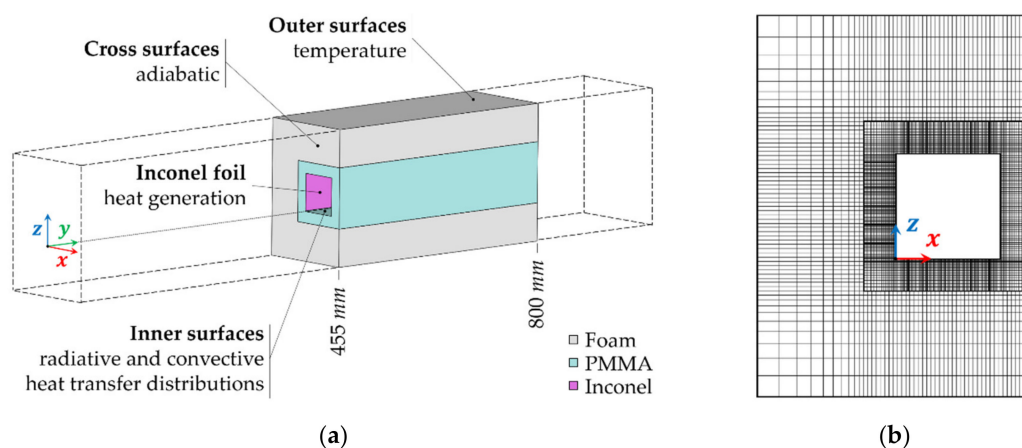 Outer surfaces
temperature
Cross surfaces
adiabatic
Inconel foil
heat generation
z
y
x
Inner surfaces
radiative and convective
heat transfer distributions
455 mm
800 mm
Foam
PMMA
Inconel
(a)
z
x
(b)